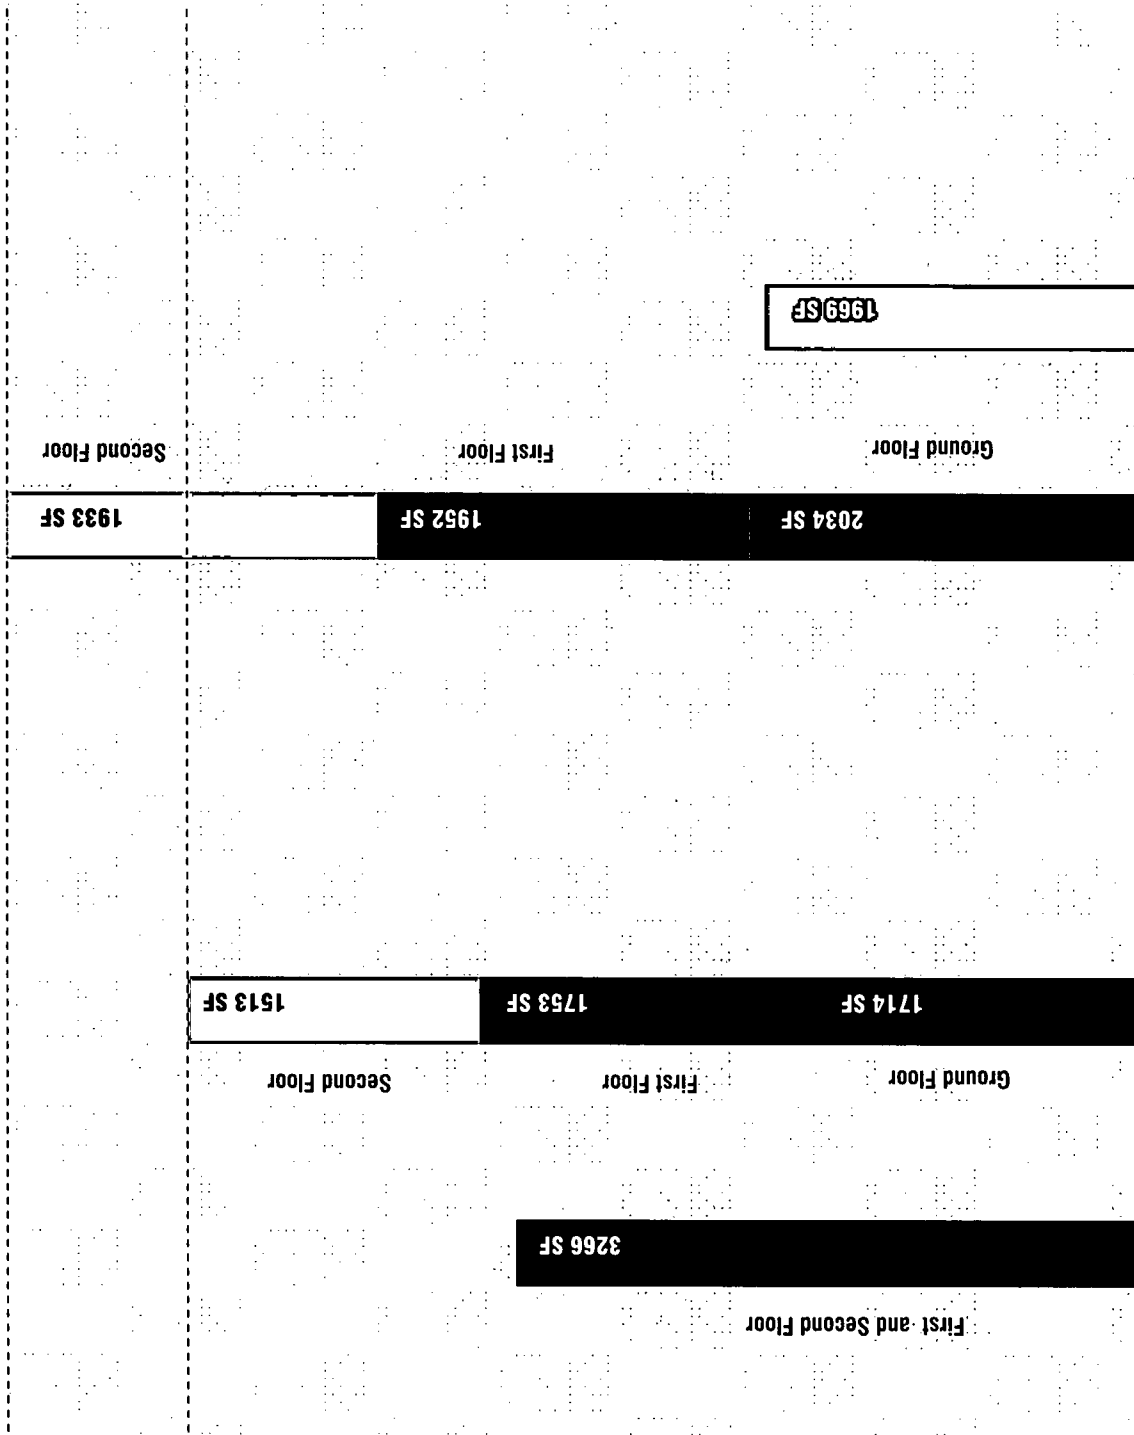 First and Second Floor
3266 SF
Ground Floor First Floor Second Floor
1714 SF 1753 SF 1513 SF
2034 SF 1952 SF 1933 SF
Ground Floor First Floor Second Floor
1969 SF